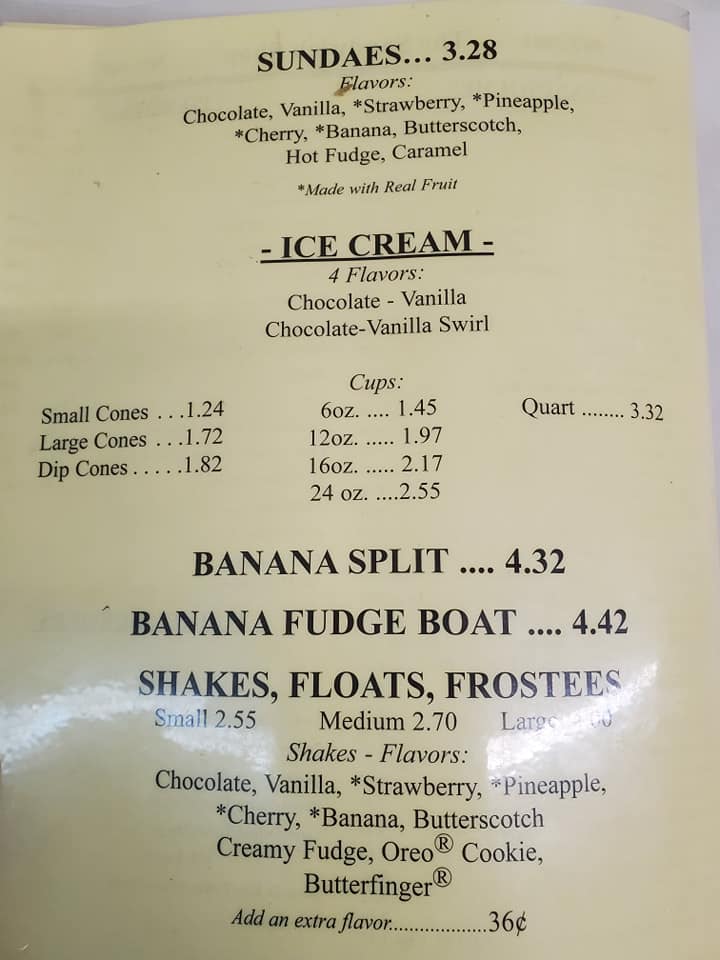 SUNDAES... 3.28
Flavors:
Chocolate, Vanilla, *Strawberry, *Pineapple,
*Cherry, *Banana, Butterscotch,
Hot Fudge, Caramel
*Made with Real Fruit
- ICE CREAM -
4 Flavors:
Chocolate - Vanilla
Chocolate-Vanilla Swirl
Cups:
Small Cones . . .1.24 6oz. .... 1.45 Quart ........ 3.32
Large Cones . . .1.72 12oz. ..... 1.97
Dip Cones . . . . .1.82 16oz. ..... 2.17
24 oz. ....2.55
BANANA SPLIT .... 4.32
BANANA FUDGE BOAT .... 4.42
SHAKES, FLOATS, FROSTEES
Small 2.55 Medium 2.70 Large
Shakes - Flavors:
Chocolate, Vanilla, *Strawberry, *Pineapple,
*Cherry, *Banana, Butterscotch
Creamy Fudge, Oreo® Cookie,
Butterfinger®
Add an extra flavor...................36¢